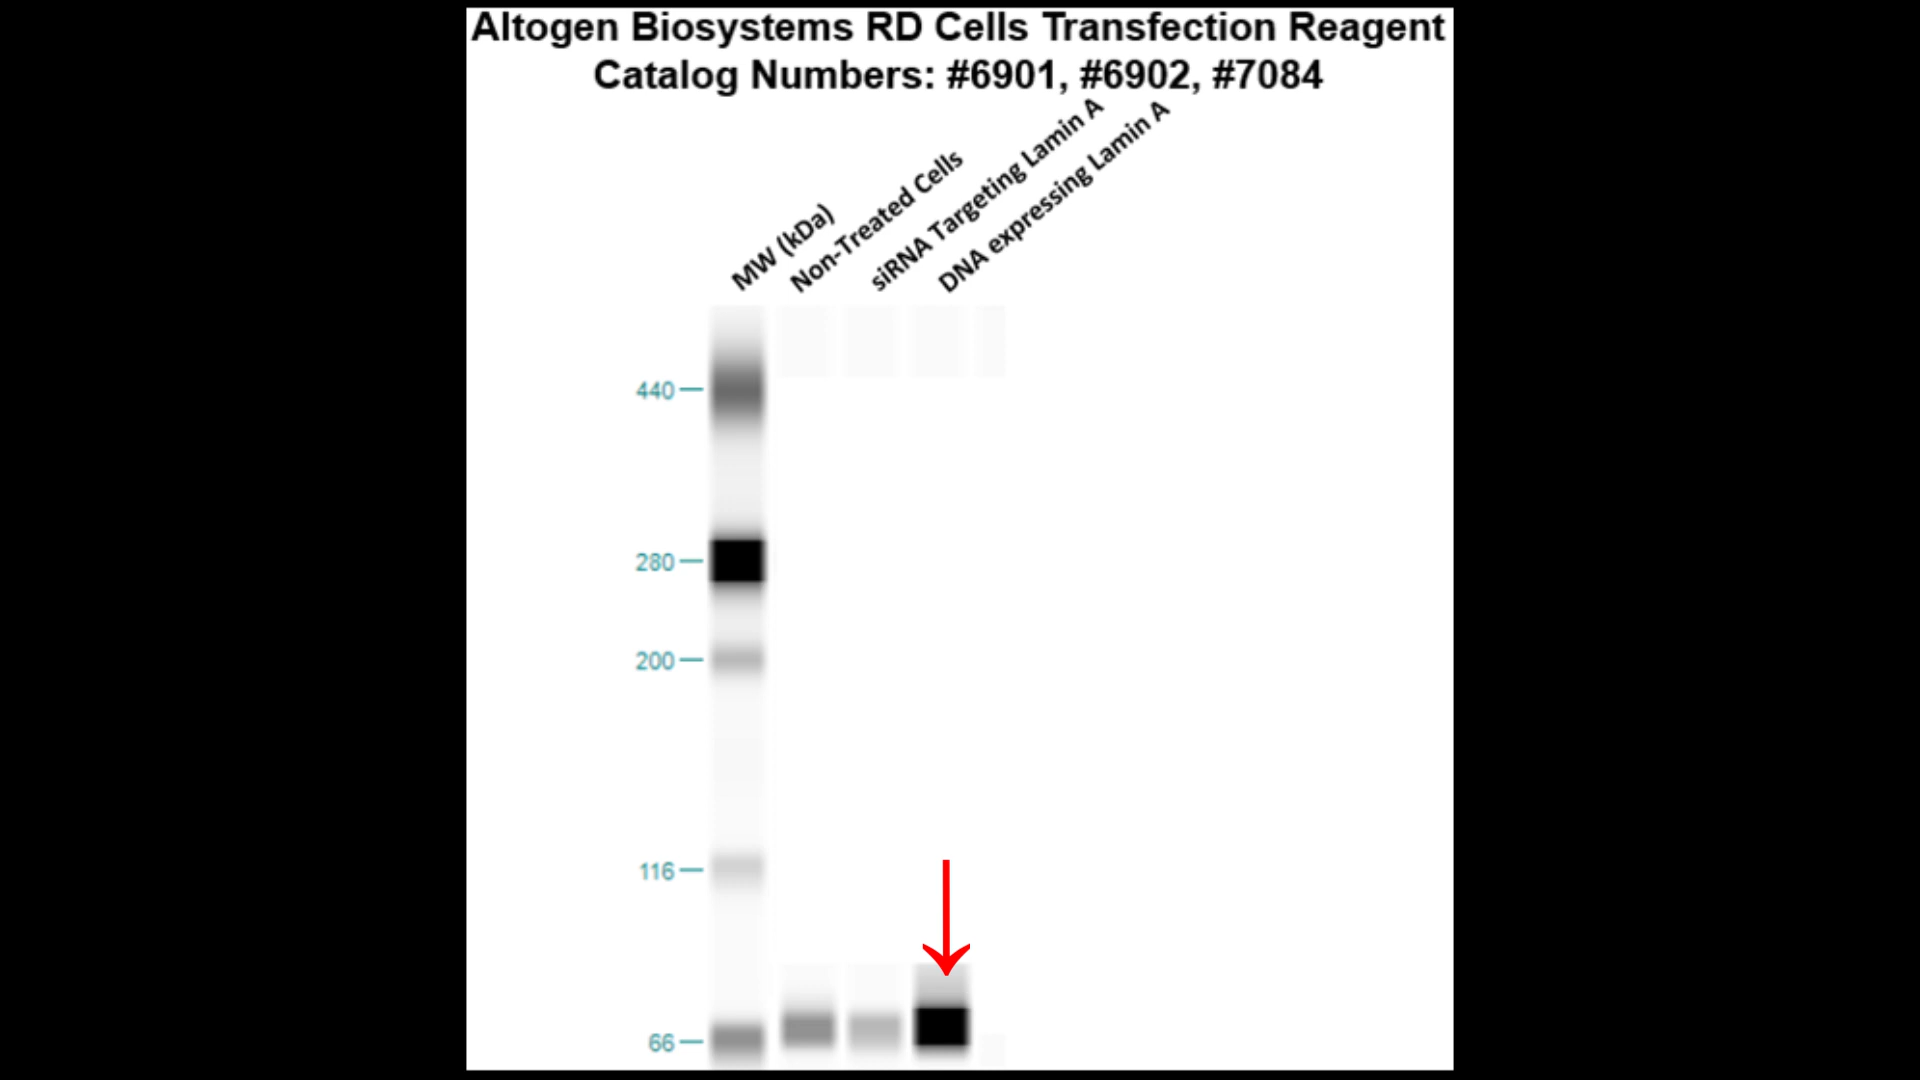 Altogen Biosystems RD Cells Transfection Reagent
Catalog Numbers: #6901, #6902, #7084
MW (kDa)
Non-Treated Cells
siRNA Targeting Lamin A
DNA expressing Lamin A
440
280
200
116
66